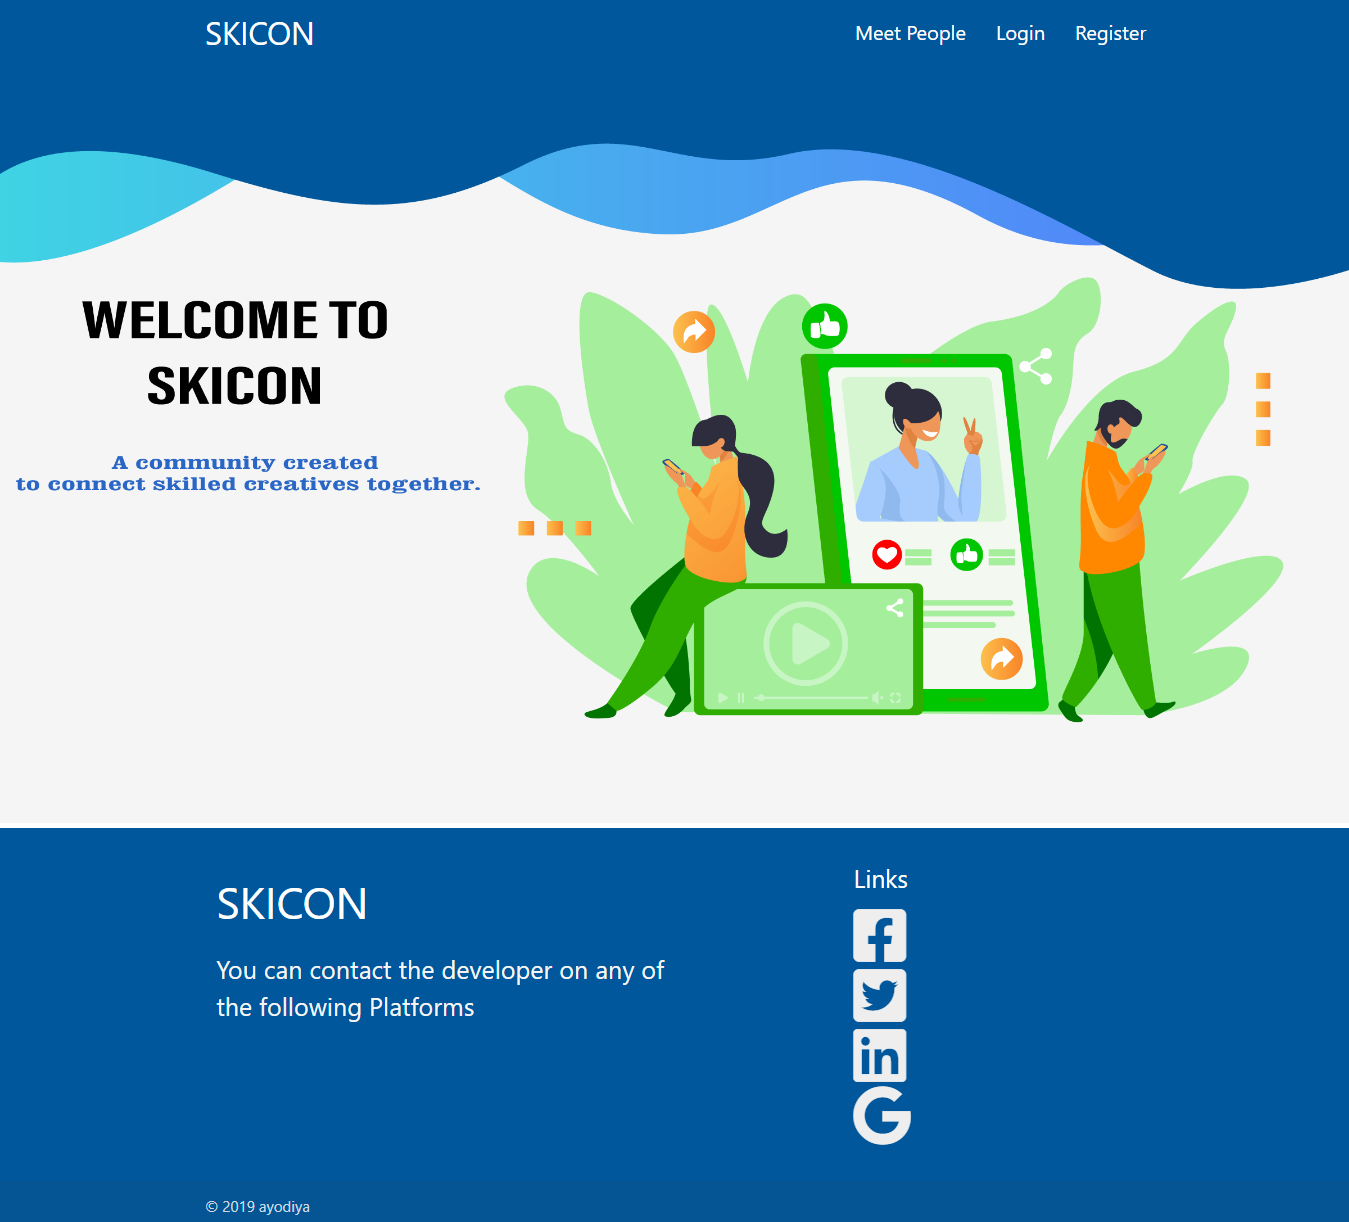 SKICON
Meet People
Login
Register
WELCOME TO
SKICON
A community created
to connect skilled creatives together.
SKICON
You can contact the developer on any of
the following Platforms
Links
© 2019 ayodiya